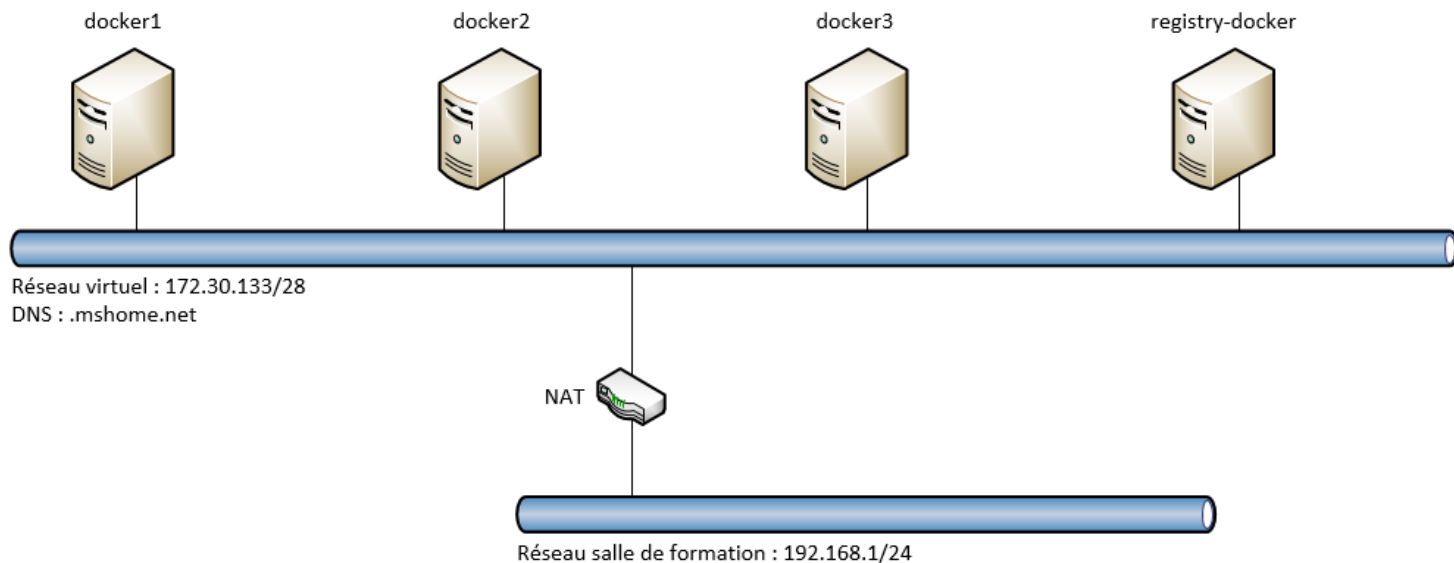 docker1
docker2
docker3
registry-docker
Réseau virtuel : 172.30.133/28
DNS : .mshome.net
NAT
Réseau salle de formation : 192.168.1/24